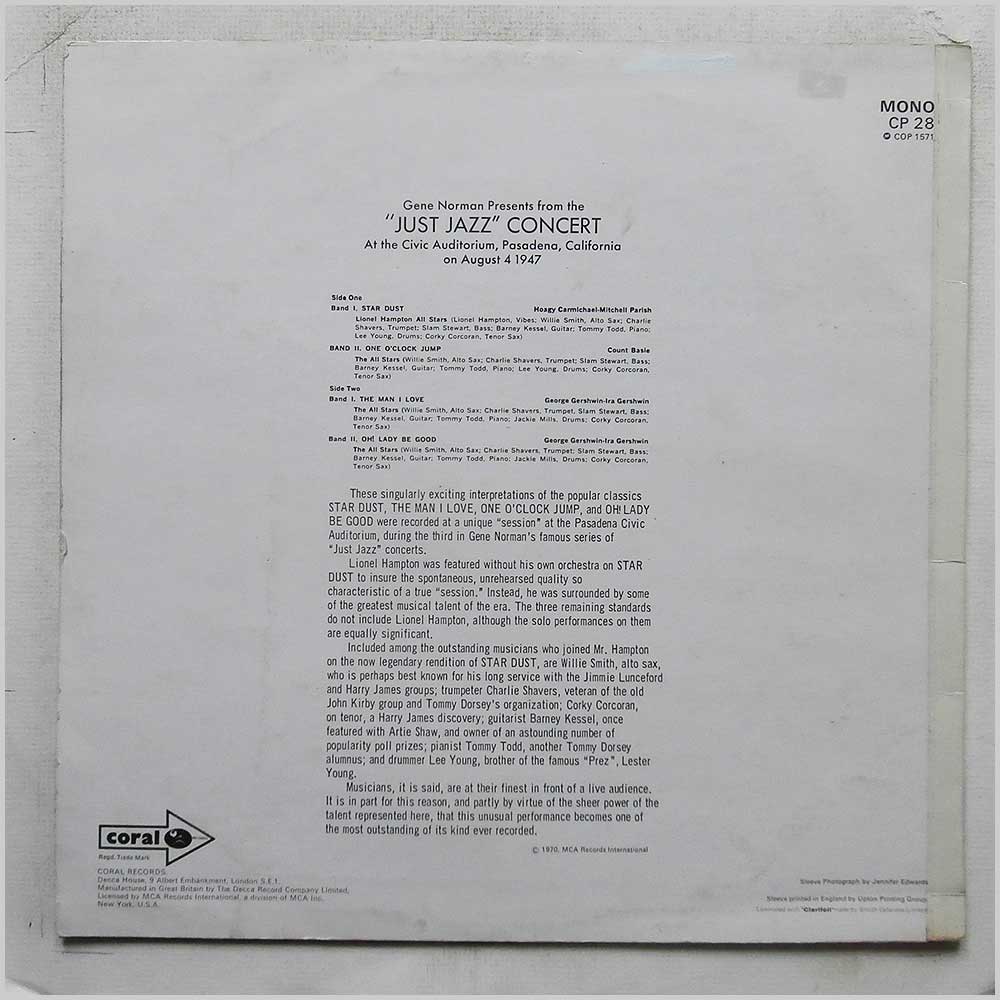 MONO
CP 28
COP 1571
Gene Norman Presents from the
"JUST JAZZ" CONCERT
At the Civic Auditorium, Pasadena, California
on August 4 1947
Side One
Band I, STAR DUST Hoagy Carmichael-Mitchell Parish
Lionel Hampton All Stars (Lionel Hampton, Vibes; Willie Smith, Alto Sax; Charlie
Shavers, Trumpet; Slam Stewart, Bass; Barney Kessel, Guitar; Tommy Todd, Piano;
Lee Young, Drums; Corky Corcoran, Tenor Sax)
BAND II. ONE O'CLOCK JUMP Count Basie
The All Stars (Willie Smith, Alto Sax; Charlie Shavers, Trumpet; Slam Stewart, Bass;
Barney Kessel, Guitar; Tommy Todd, Piano; Lee Young, Drums; Corky Corcoran,
Tenor Sax)
Side Two
Band I. THE MAN I LOVE George Gershwin-Ira Gershwin
The All Stars (Willie Smith, Alto Sax; Charlie Shavers, Trumpet, Slam Stewart, Bass;
Barney Kessel, Guitar; Tommy Todd, Piano; Jackie Mills, Drums; Corky Corcoran,
Tenor Sax)
Band II, OH! LADY BE GOOD George Gershwin-Ira Gershwin
The All Stars (Willie Smith, Alto Sax; Charlie Shavers, Trumpet; Slam Stewart, Bass;
Barney Kessel, Guitar; Tommy Todd, Piano; Jackie Mills, Drums; Corky Corcoran,
Tenor Sax)
These singularly exciting interpretations of the popular classics
STAR DUST, THE MAN I LOVE, ONE O'CLOCK JUMP, and OH! LADY
BE GOOD were recorded at a unique "session" at the Pasadena Civic
Auditorium, during the third in Gene Norman's famous series of
"Just Jazz" concerts.
Lionel Hampton was featured without his own orchestra on STAR
DUST to insure the spontaneous, unrehearsed quality so
characteristic of a true "session." Instead, he was surrounded by some
of the greatest musical talent of the era. The three remaining standards
do not include Lionel Hampton, although the solo performances on them
are equally significant.
Included among the outstanding musicians who joined Mr. Hampton
on the now legendary rendition of STAR DUST, are Willie Smith, alto sax,
who is perhaps best known for his long service with the Jimmie Lunceford
and Harry James groups; trumpeter Charlie Shavers, veteran of the old
John Kirby group and Tommy Dorsey's organization; Corky Corcoran,
on tenor, a Harry James discovery; guitarist Barney Kessel, once
featured with Artie Shaw, and owner of an astounding number of
popularity poll prizes; pianist Tommy Todd, another Tommy Dorsey
alumnus; and drummer Lee Young, brother of the famous "Prez", Lester
Young.
Musicians, it is said, are at their finest in front of a live audience.
It is in part for this reason, and partly by virtue of the sheer power of the
talent represented here, that this unusual performance becomes one of
the most outstanding of its kind ever recorded.
© 1970, MCA Records International
coral
Regd. Trade Mark
CORAL RECORDS,
Decca House, 9 Albert Embankment, London S.E.1.
Manufactured in Great Britain by The Decca Record Company Limited,
Licensed by MCA Records International, a division of MCA Inc.
New York, U.S.A.
Sleeve Photograph by Jennifer Edwards
Sleeve printed in England by Upton Printing Group
Laminated with "Clarifoil" made by British Celanese Limited